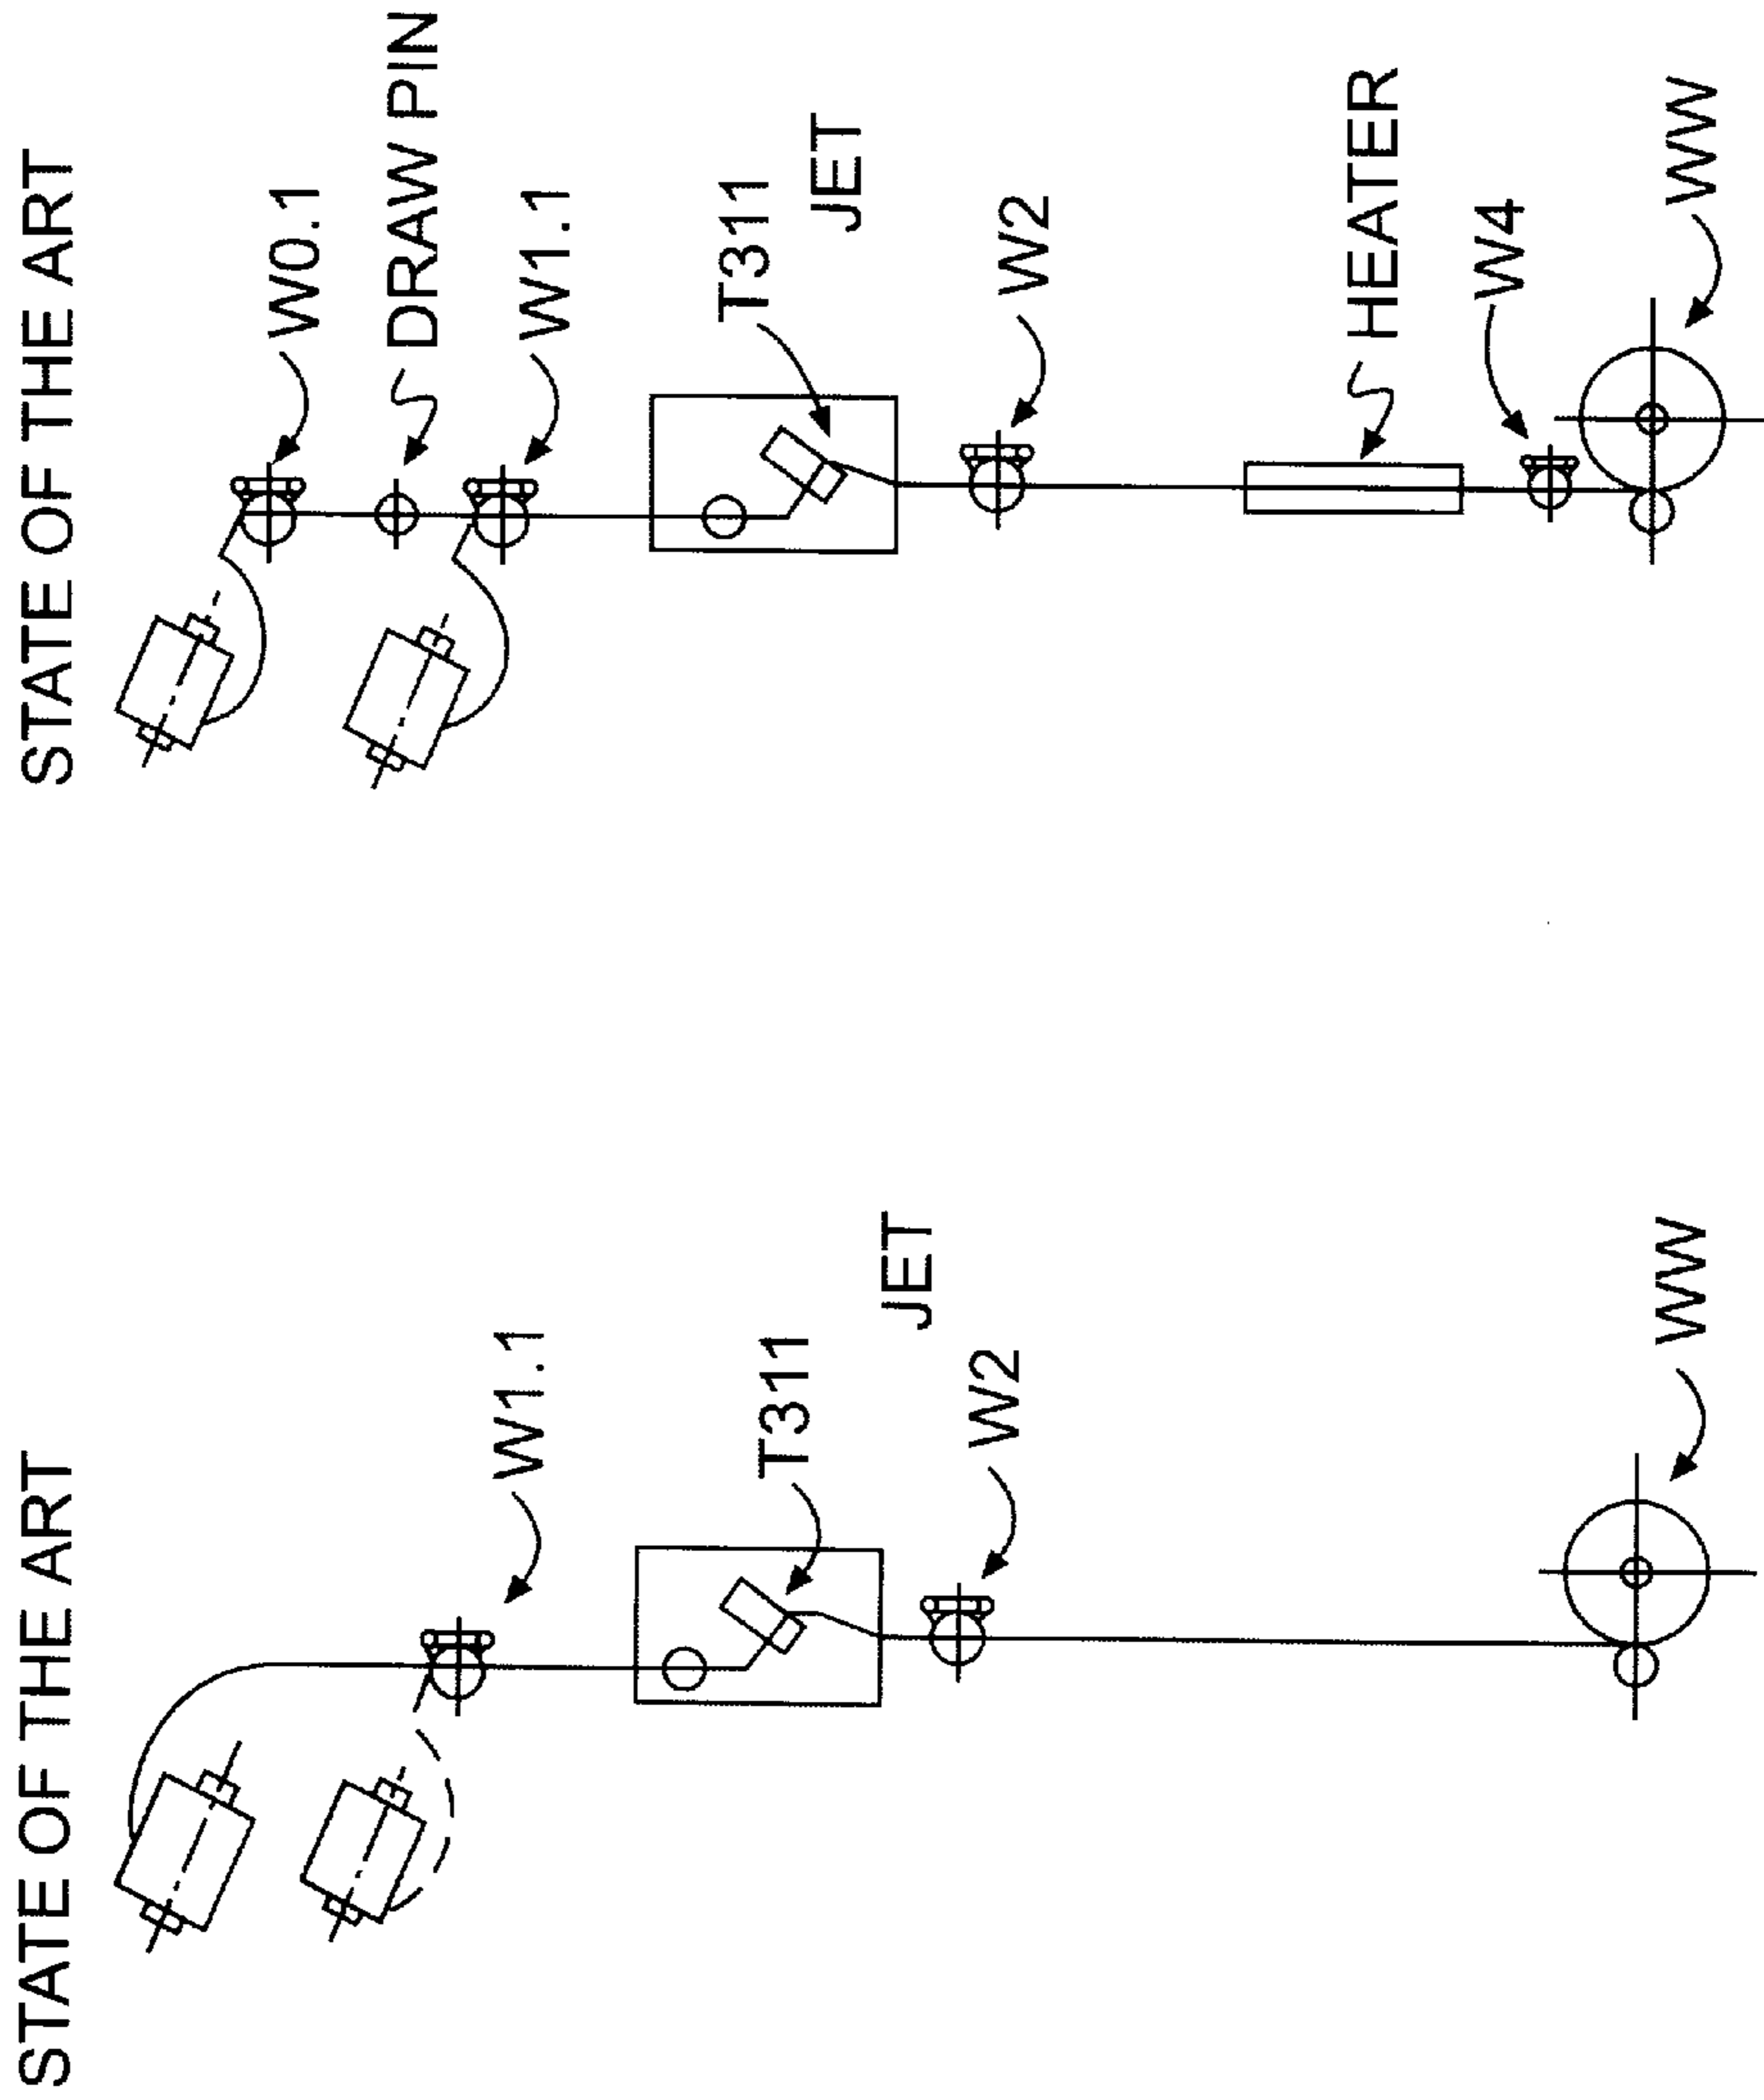 STATE OF THE ART
W1.1
T311
JET
W2
WW
STATE OF THE ART
W0.1
DRAW PIN
W1.1
T311
JET
W2
HEATER
W4
WW